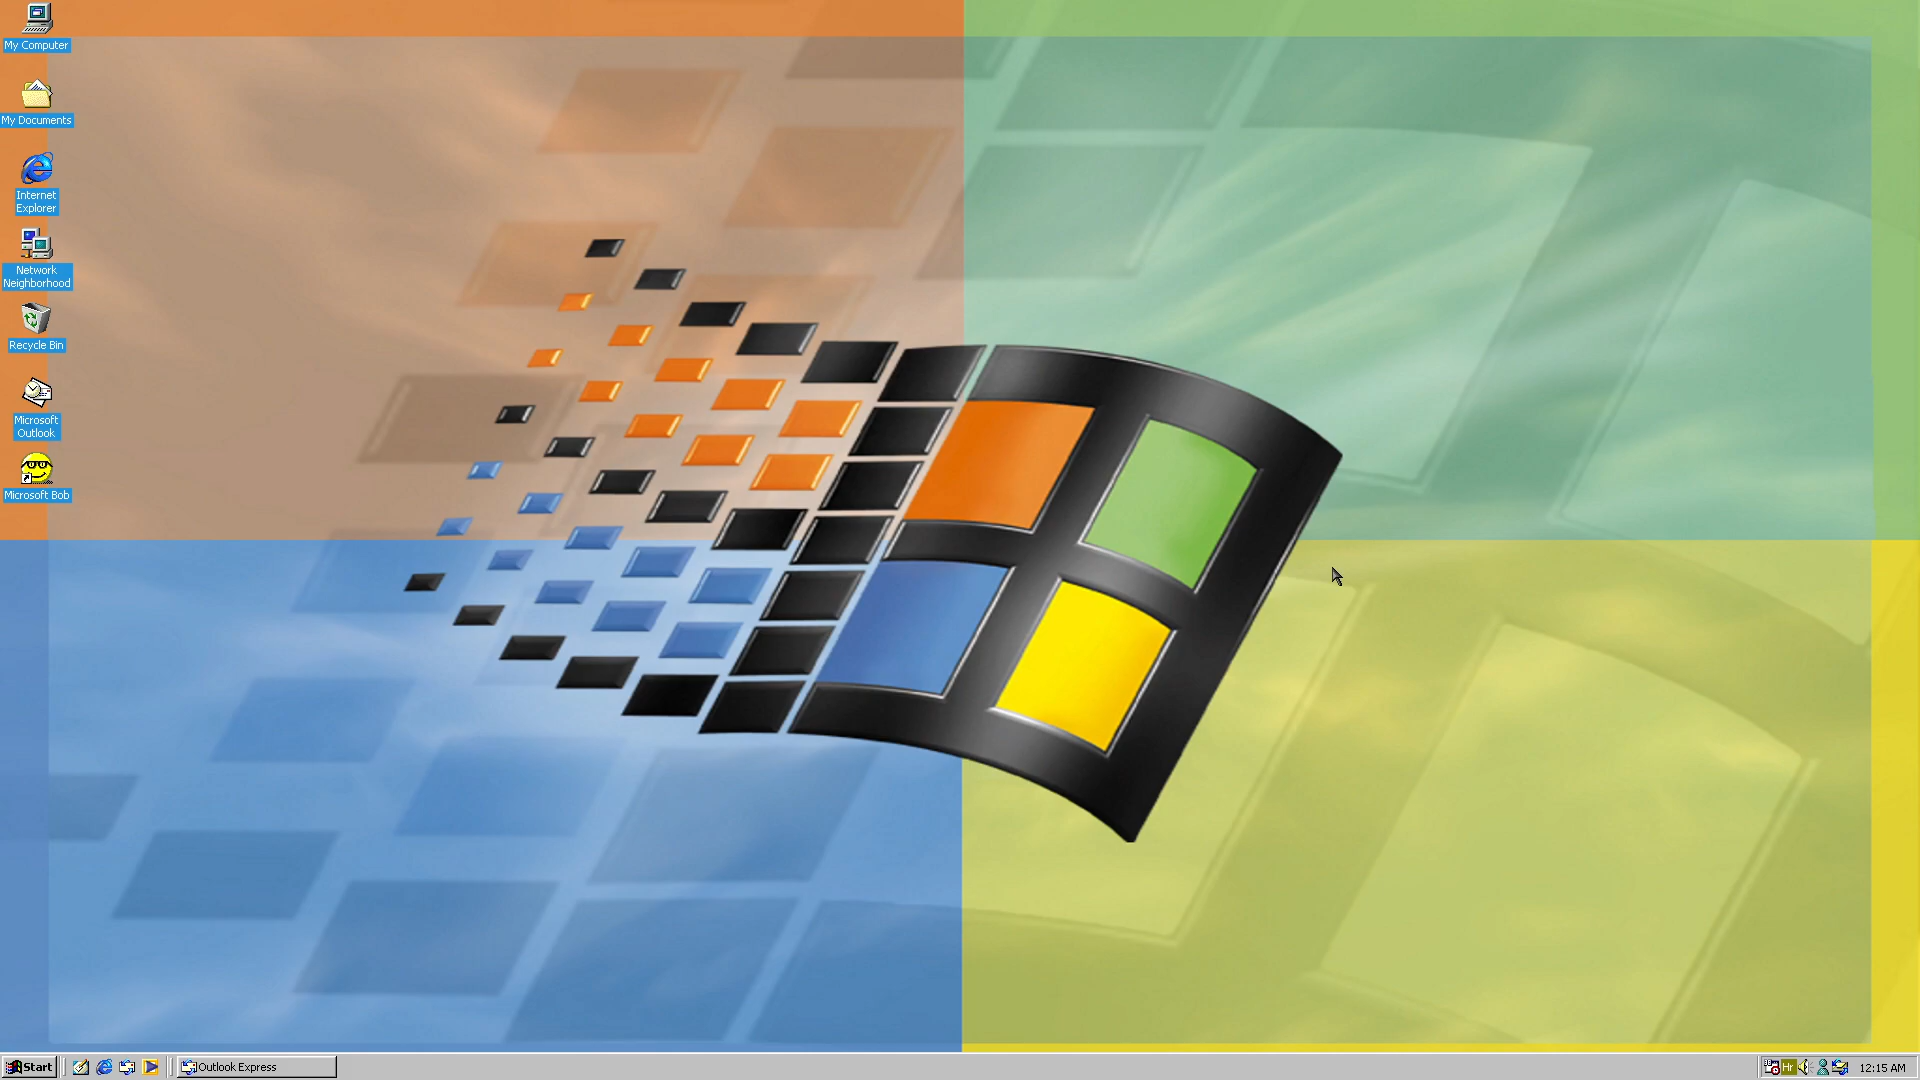 My Computer
My Documents
Internet
Explorer
Network
Neighborhood
Recycle Bin
Microsoft
Outlook
Microsoft Bob
Start
Outlook Express
Hr
12:15 AM